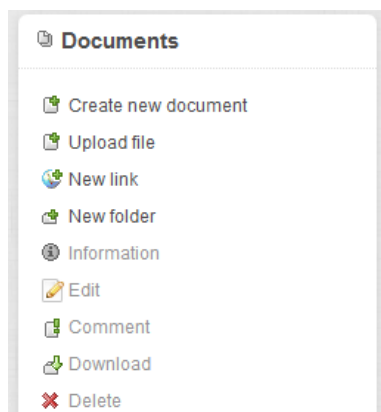 Documents
Create new document
Upload file
New link
New folder
Information
Edit
Comment
Download
Delete